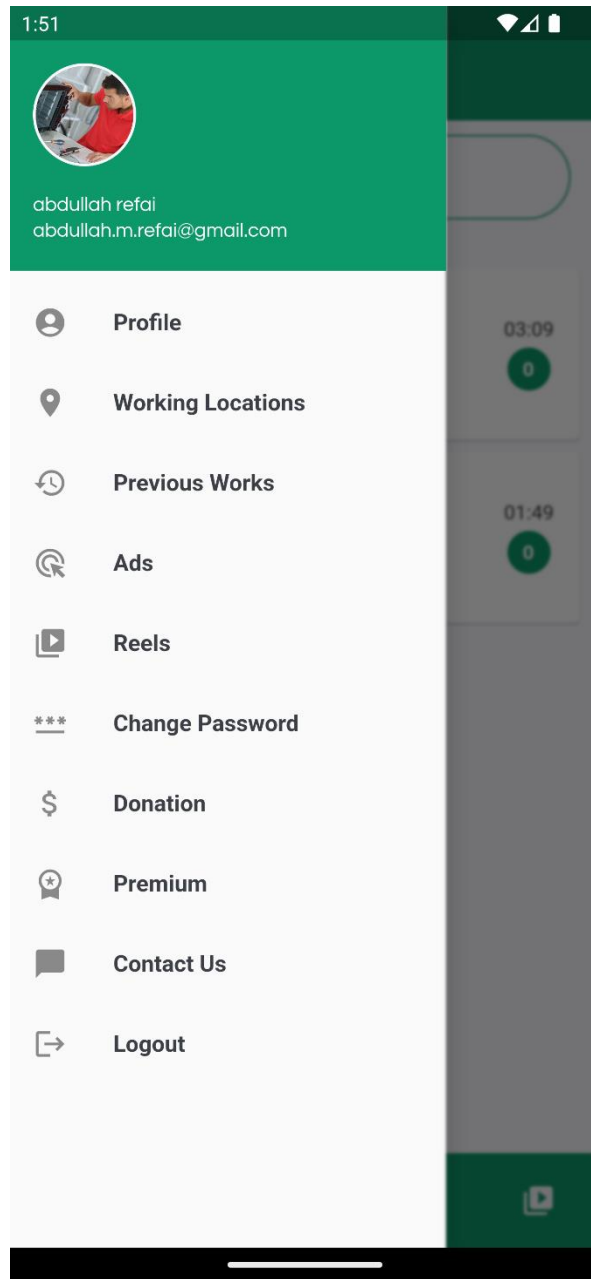 1:51
abdullah refai
abdullah.m.refai@gmail.com
Profile
Working Locations
Previous Works
Ads
Reels
Change Password
Donation
Premium
Contact Us
Logout
03:09
0
01:49
0